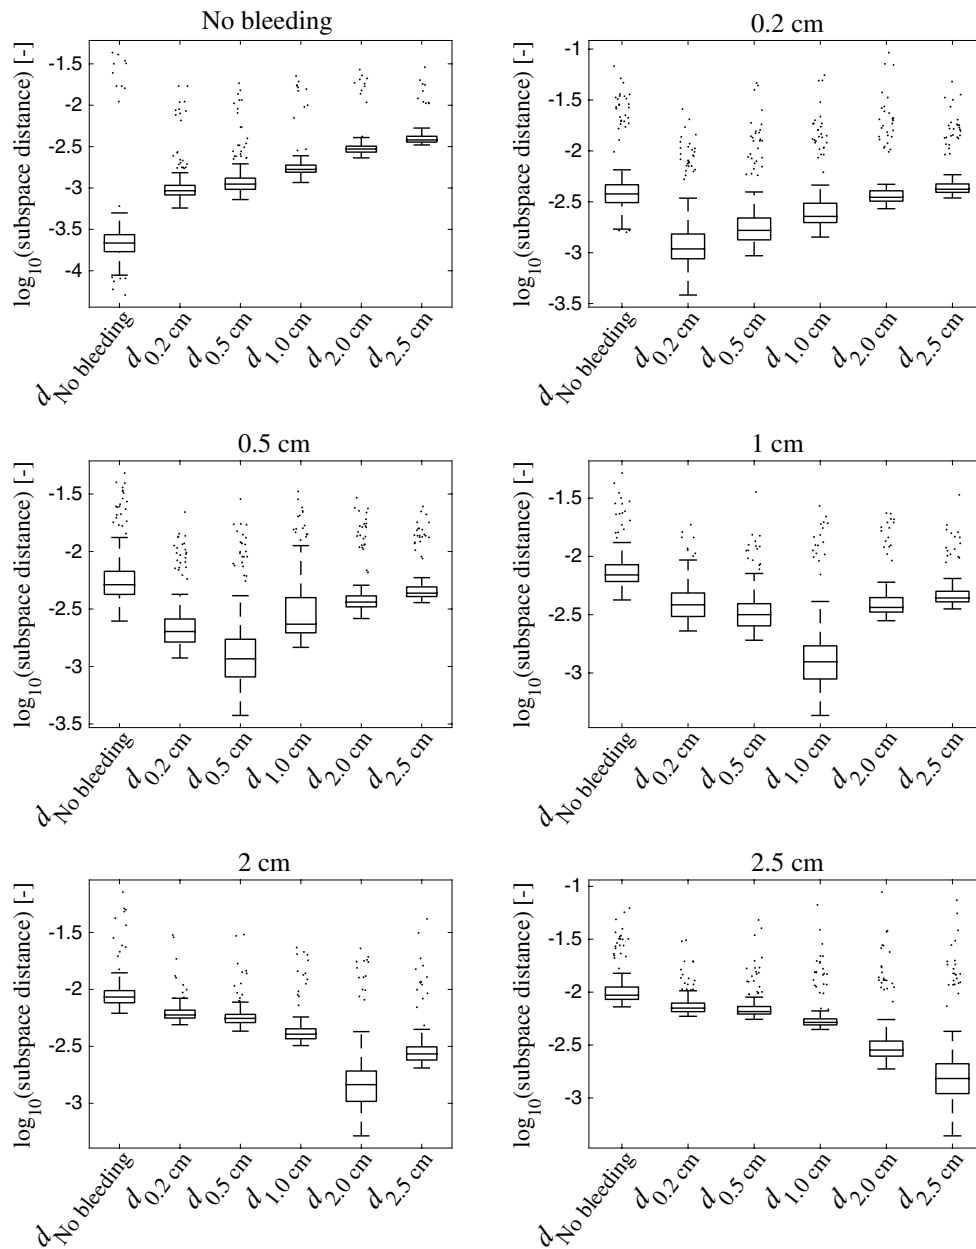 No bleeding
log10(subspace distance) [-]
-1.5
-2
-2.5
-3
-3.5
-4
d No bleeding
d 0.2 cm
d 0.5 cm
d 1.0 cm
d 2.0 cm
d 2.5 cm
0.2 cm
log10(subspace distance) [-]
-1
-1.5
-2
-2.5
-3
-3.5
d No bleeding
d 0.2 cm
d 0.5 cm
d 1.0 cm
d 2.0 cm
d 2.5 cm
0.5 cm
log10(subspace distance) [-]
-1.5
-2
-2.5
-3
-3.5
d No bleeding
d 0.2 cm
d 0.5 cm
d 1.0 cm
d 2.0 cm
d 2.5 cm
1 cm
log10(subspace distance) [-]
-1.5
-2
-2.5
-3
d No bleeding
d 0.2 cm
d 0.5 cm
d 1.0 cm
d 2.0 cm
d 2.5 cm
2 cm
log10(subspace distance) [-]
-1.5
-2
-2.5
-3
d No bleeding
d 0.2 cm
d 0.5 cm
d 1.0 cm
d 2.0 cm
d 2.5 cm
2.5 cm
log10(subspace distance) [-]
-1
-1.5
-2
-2.5
-3
d No bleeding
d 0.2 cm
d 0.5 cm
d 1.0 cm
d 2.0 cm
d 2.5 cm